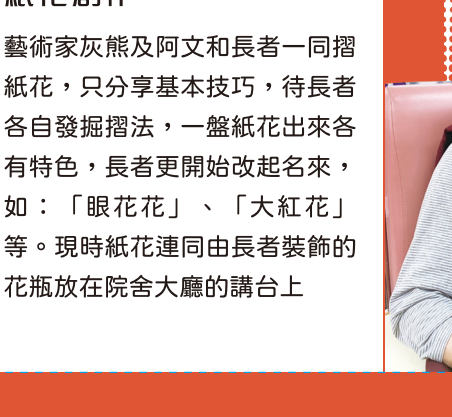 藝術家灰熊及阿文和長者一同摺
紙花，只分享基本技巧，待長者
各自發掘摺法，一盤紙花出來各
有特色，長者更開始改起名來，
如：「眼花花」、「大紅花」
等。現時紙花連同由長者裝飾的
花瓶放在院舍大廳的講台上